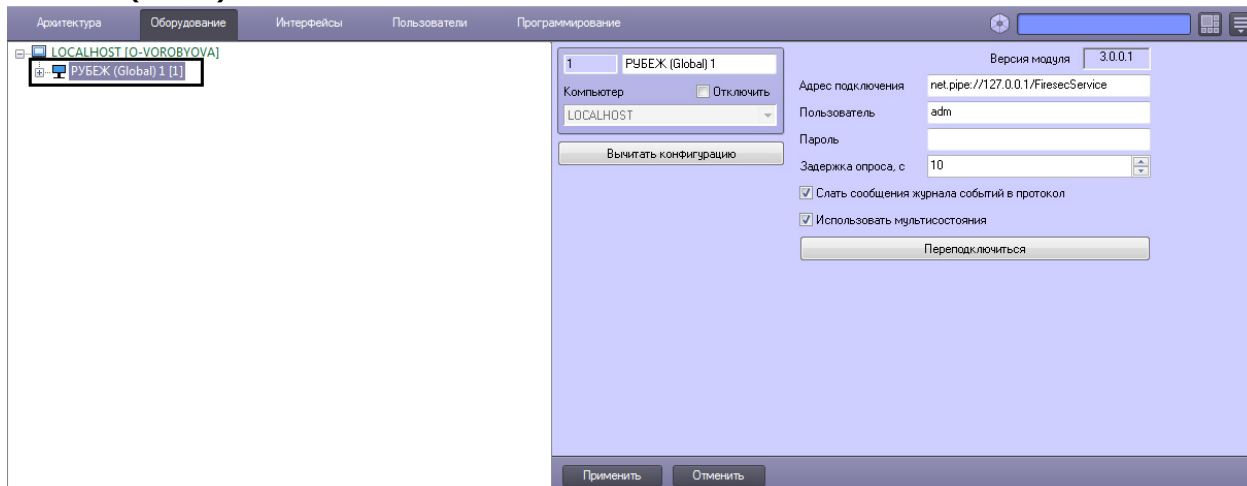 Архитектура Оборудование Интерфейсы Пользователи Программирование
LOCALHOST [O-VOROBYOVA]
РУБЕЖ (Global) 1 [1]
1 РУБЕЖ (Global) 1
Компьютер Отключить
LOCALHOST
Вычитать конфигурацию
Версия модуля 3.0.0.1
Адрес подключения net.pipe://127.0.0.1/FiresecService
Пользователь adm
Пароль
Задержка опроса, с 10
Слать сообщения журнала событий в протокол
Использовать мультисостояния
Переподключиться
Применить Отменить